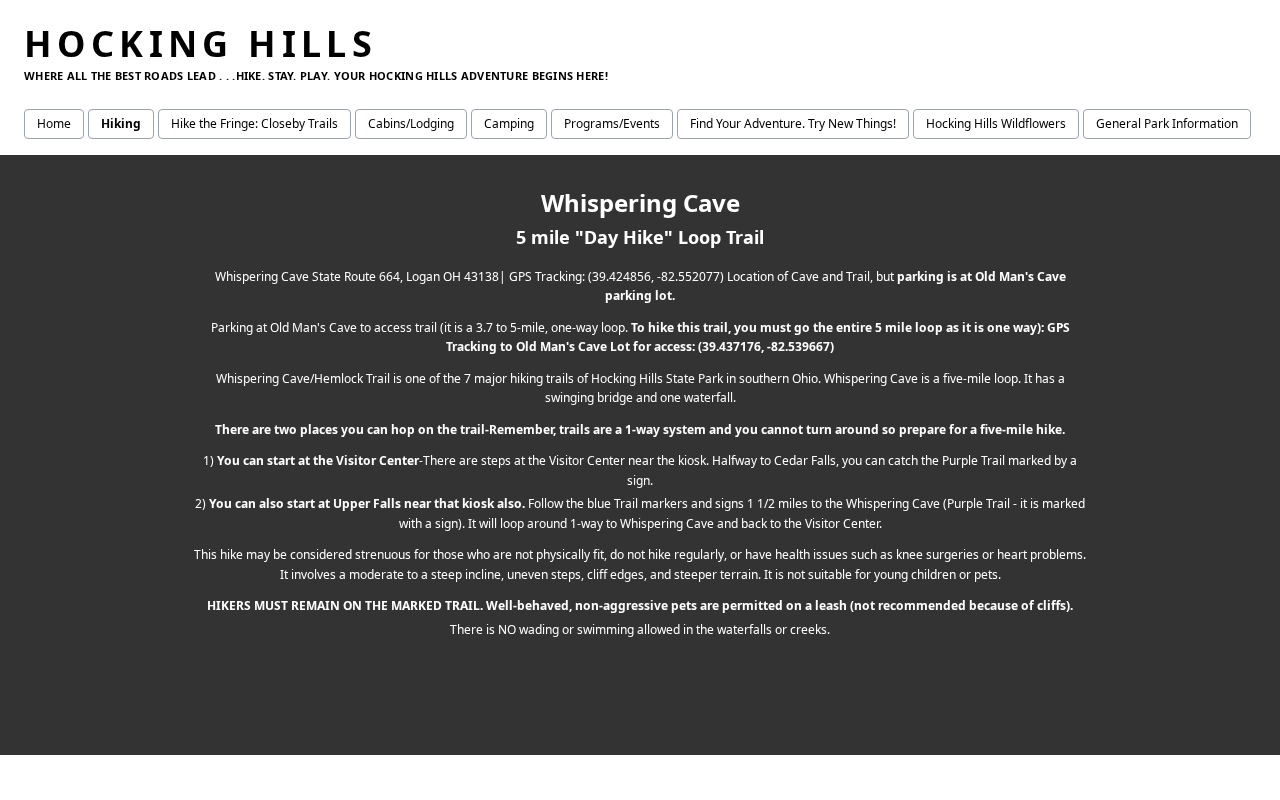 HOCKING HILLS
WHERE ALL THE BEST ROADS LEAD . . .HIKE. STAY. PLAY. YOUR HOCKING HILLS ADVENTURE BEGINS HERE!
Home
Hiking
Hike the Fringe: Closeby Trails
Cabins/Lodging
Camping
Programs/Events
Find Your Adventure. Try New Things!
Hocking Hills Wildflowers
General Park Information
Whispering Cave
5 mile "Day Hike" Loop Trail
Whispering Cave State Route 664, Logan OH 43138| GPS Tracking: (39.424856, -82.552077) Location of Cave and Trail, but parking is at Old Man's Cave
parking lot.
Parking at Old Man's Cave to access trail (it is a 3.7 to 5-mile, one-way loop. To hike this trail, you must go the entire 5 mile loop as it is one way): GPS
Tracking to Old Man's Cave Lot for access: (39.437176, -82.539667)
Whispering Cave/Hemlock Trail is one of the 7 major hiking trails of Hocking Hills State Park in southern Ohio. Whispering Cave is a five-mile loop. It has a
swinging bridge and one waterfall.
There are two places you can hop on the trail-Remember, trails are a 1-way system and you cannot turn around so prepare for a five-mile hike.
1) You can start at the Visitor Center-There are steps at the Visitor Center near the kiosk. Halfway to Cedar Falls, you can catch the Purple Trail marked by a
sign.
2) You can also start at Upper Falls near that kiosk also. Follow the blue Trail markers and signs 1 1/2 miles to the Whispering Cave (Purple Trail - it is marked
with a sign). It will loop around 1-way to Whispering Cave and back to the Visitor Center.
This hike may be considered strenuous for those who are not physically fit, do not hike regularly, or have health issues such as knee surgeries or heart problems.
It involves a moderate to a steep incline, uneven steps, cliff edges, and steeper terrain. It is not suitable for young children or pets.
HIKERS MUST REMAIN ON THE MARKED TRAIL. Well-behaved, non-aggressive pets are permitted on a leash (not recommended because of cliffs).
There is NO wading or swimming allowed in the waterfalls or creeks.